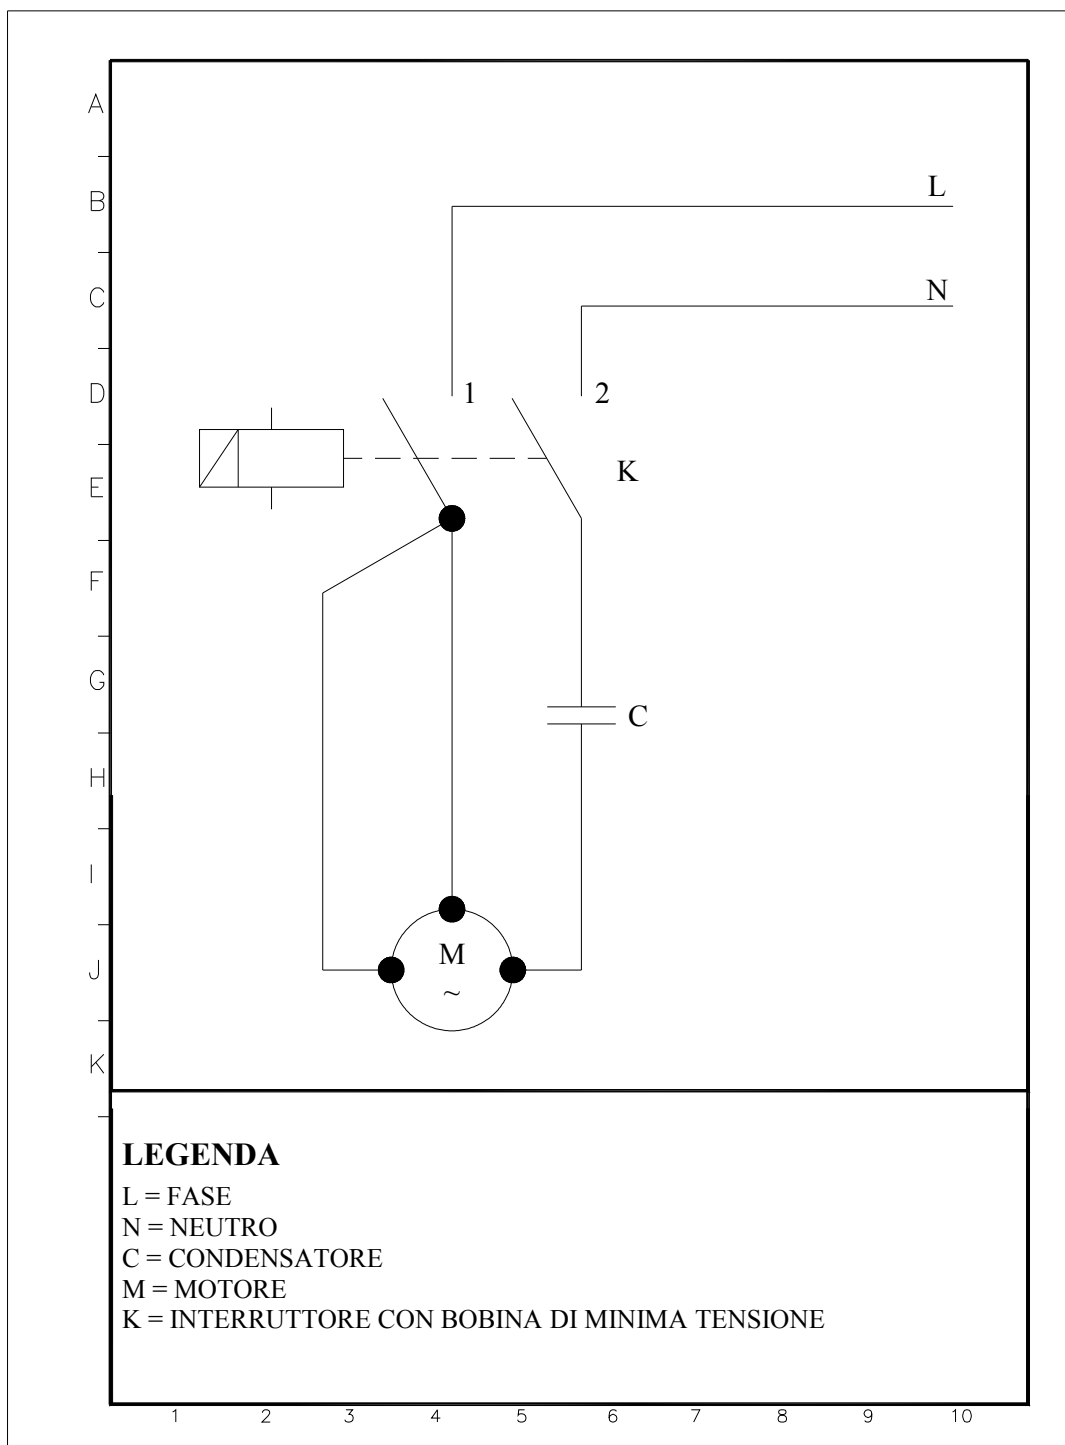 A
B
L
C
N
D
1
2
K
E
F
G
C
H
I
J
M
~
K
LEGENDA
L = FASE
N = NEUTRO
C = CONDENSATORE
M = MOTORE
K = INTERRUTTORE CON BOBINA DI MINIMA TENSIONE
1 2 3 4 5 6 7 8 9 10